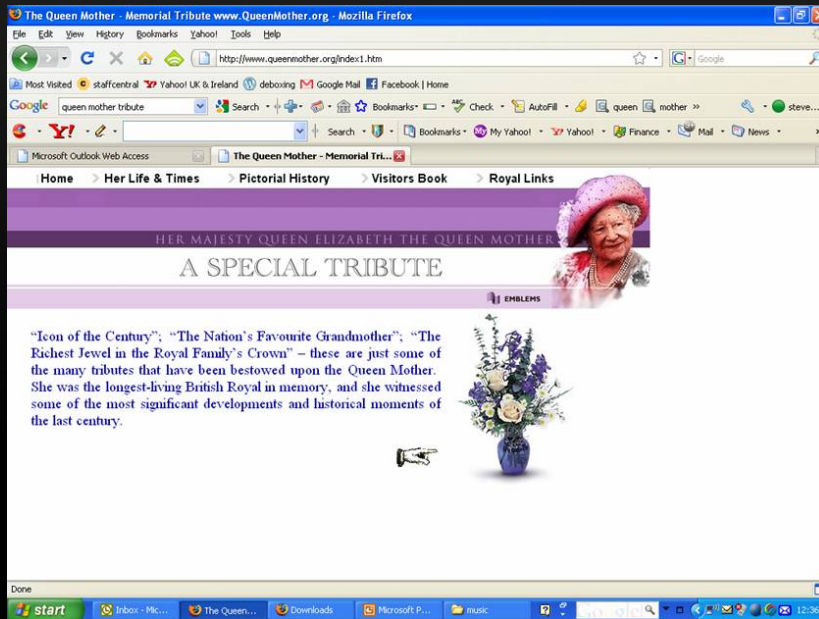 The Queen Mother - Memorial Tribute www.QueenMother.org - Mozilla Firefox
File Edit View History Bookmarks Yahoo! Tools Help
http://www.queenmother.org/index1.htm G Google
Most Visited staffcentral Yahoo! UK & Ireland deboxing Google Mail Facebook | Home
Google queen mother tribute Search Bookmarks ABC Check AutoFill queen mother » steve...
Y! Search Bookmarks My Yahoo! Yahoo! Finance Mail News
Microsoft Outlook Web Access The Queen Mother - Memorial Tri...
Home Her Life & Times Pictorial History Visitors Book Royal Links
HER MAJESTY QUEEN ELIZABETH THE QUEEN MOTHER
A SPECIAL TRIBUTE
EMBLEMS
“Icon of the Century”; “The Nation’s Favourite Grandmother”; “The
Richest Jewel in the Royal Family’s Crown” – these are just some of
the many tributes that have been bestowed upon the Queen Mother.
She was the longest-living British Royal in memory, and she witnessed
some of the most significant developments and historical moments of
the last century.
Done
start Inbox - Mic... The Queen... Downloads Microsoft P... music Google 12:36